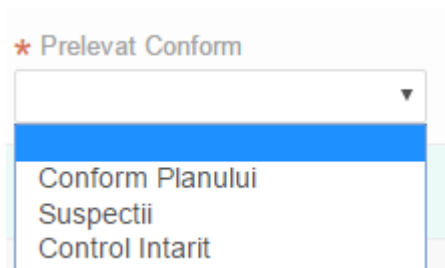 * Prelevat Conform
Conform Planului
Suspectii
Control Intarit